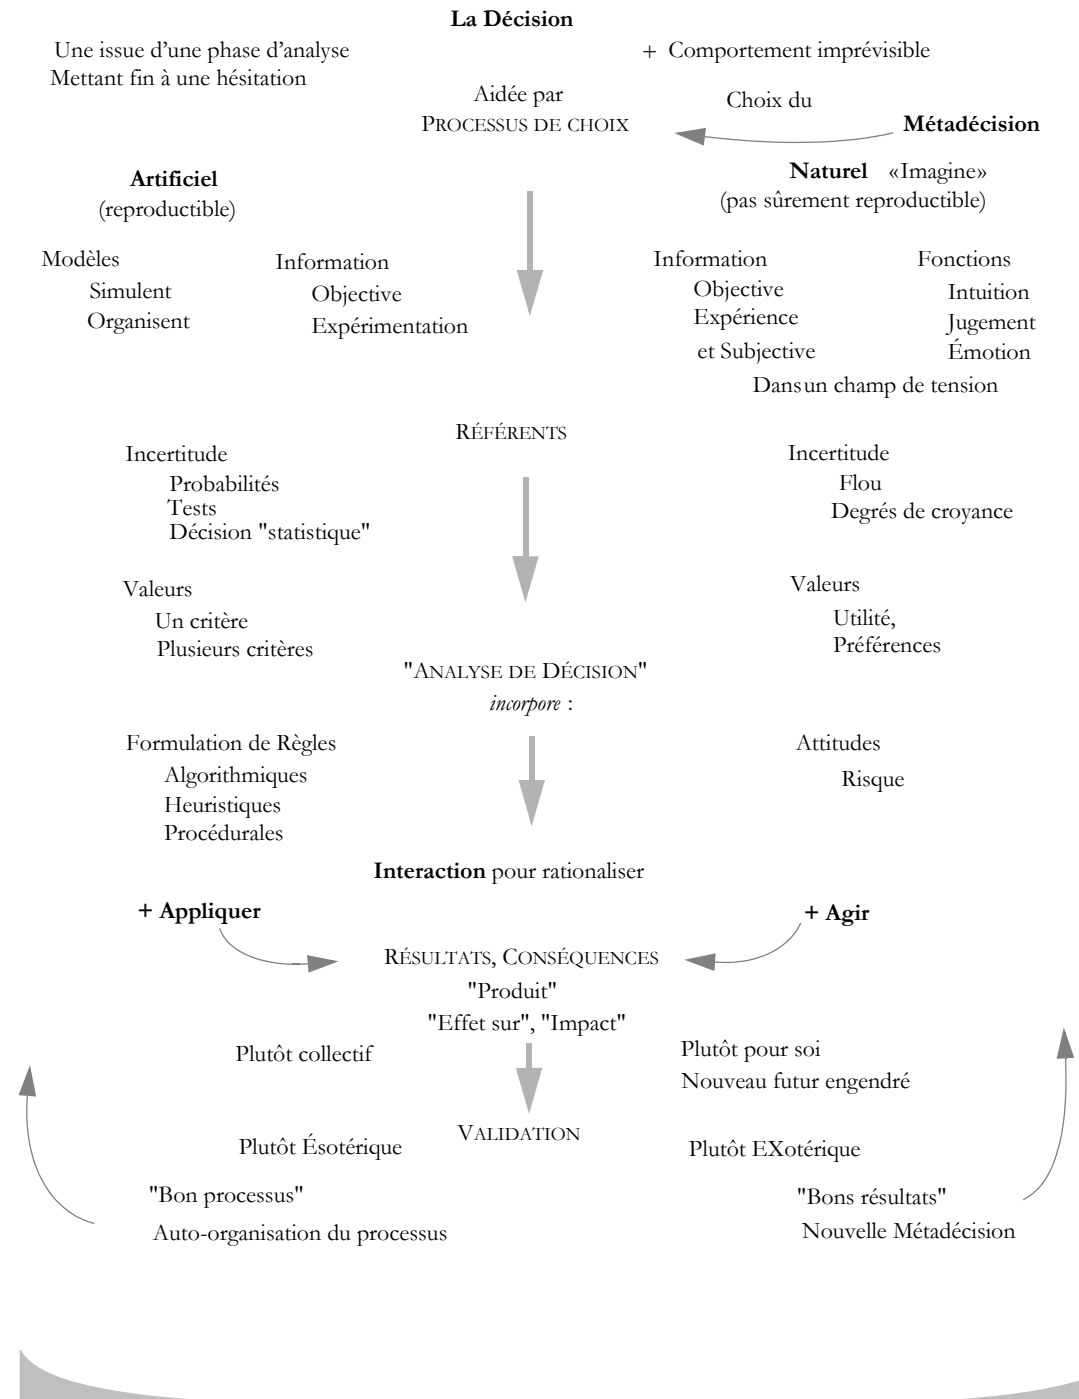 La Décision
Une issue d'une phase d'analyse
Mettant fin à une hésitation
+ Comportement imprévisible
Aidée par
PROCESSUS DE CHOIX
Choix du
Métadécision
Artificiel
(reproductible)
Naturel «Imagine»
(pas sûrement reproductible)
Modèles
Simulent
Organisent
Information
Objective
Expérimentation
Information
Objective
Expérience
et Subjective
Fonctions
Intuition
Jugement
Émotion
Dans un champ de tension
RÉFÉRENTS
Incertitude
Probabilités
Tests
Décision "statistique"
Incertitude
Flou
Degrés de croyance
Valeurs
Un critère
Plusieurs critères
Valeurs
Utilité,
Préférences
"ANALYSE DE DÉCISION"
incorpore :
Formulation de Règles
Algorithmiques
Heuristiques
Procédurales
Attitudes
Risque
Interaction pour rationaliser
+ Appliquer
+ Agir
RÉSULTATS, CONSÉQUENCES
"Produit"
"Effet sur", "Impact"
Plutôt collectif
Plutôt pour soi
Nouveau futur engendré
VALIDATION
Plutôt Ésotérique
Plutôt EXotérique
"Bon processus"
Auto-organisation du processus
"Bons résultats"
Nouvelle Métadécision